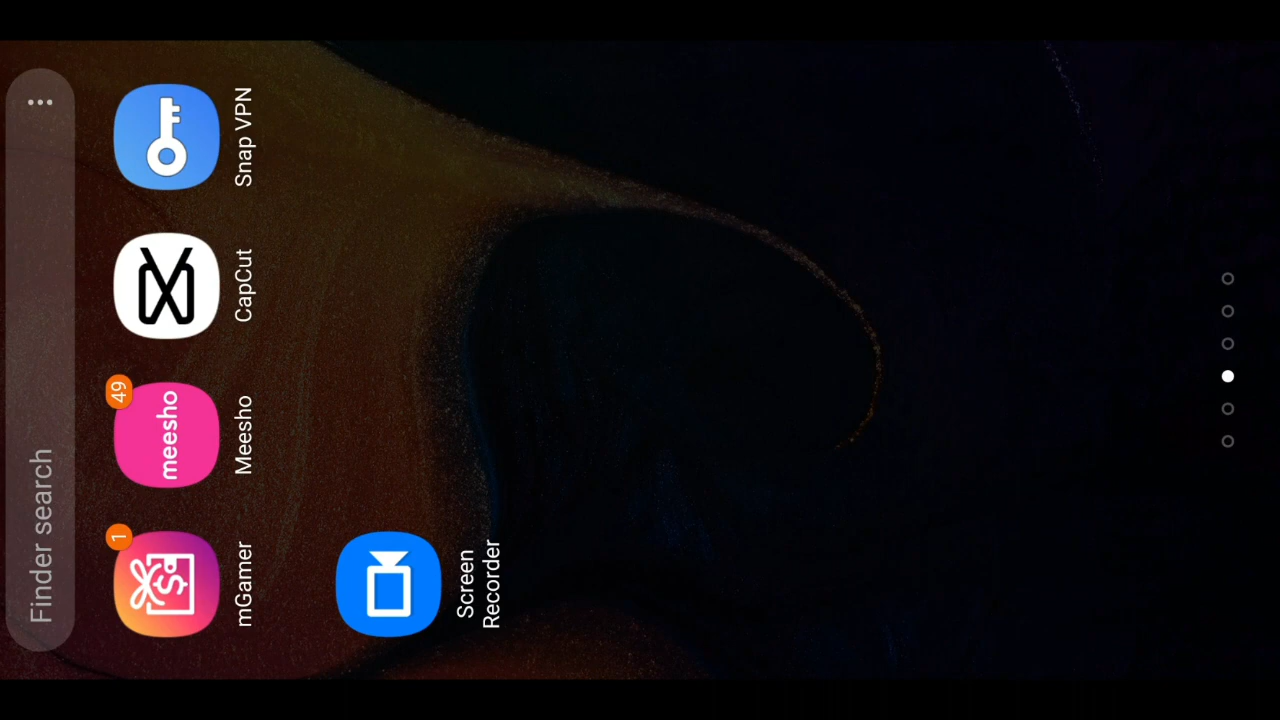 Finder search
1
49
meesho
mGamer
Meesho
CapCut
Snap VPN
Screen
Recorder